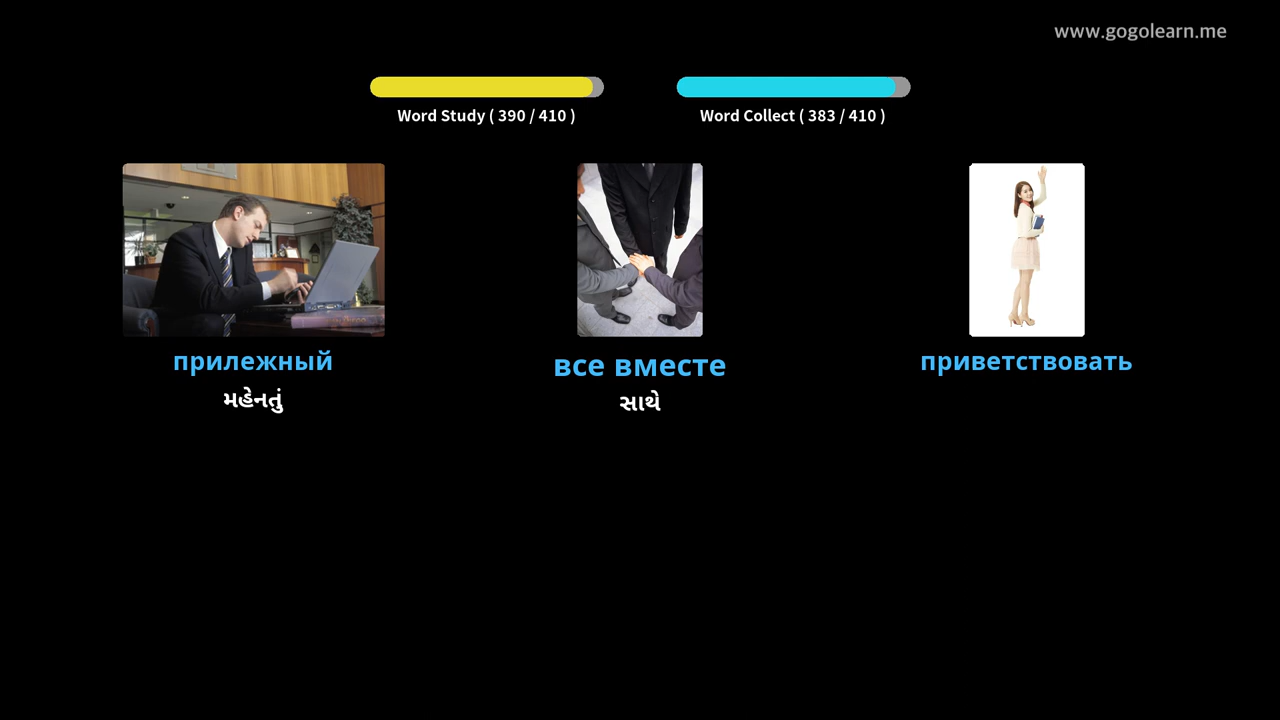 www.gogolearn.me
Word Study ( 390 / 410 )
Word Collect ( 383 / 410 )
прилежный
все вместе
приветствовать
મહેનતું
સાથે